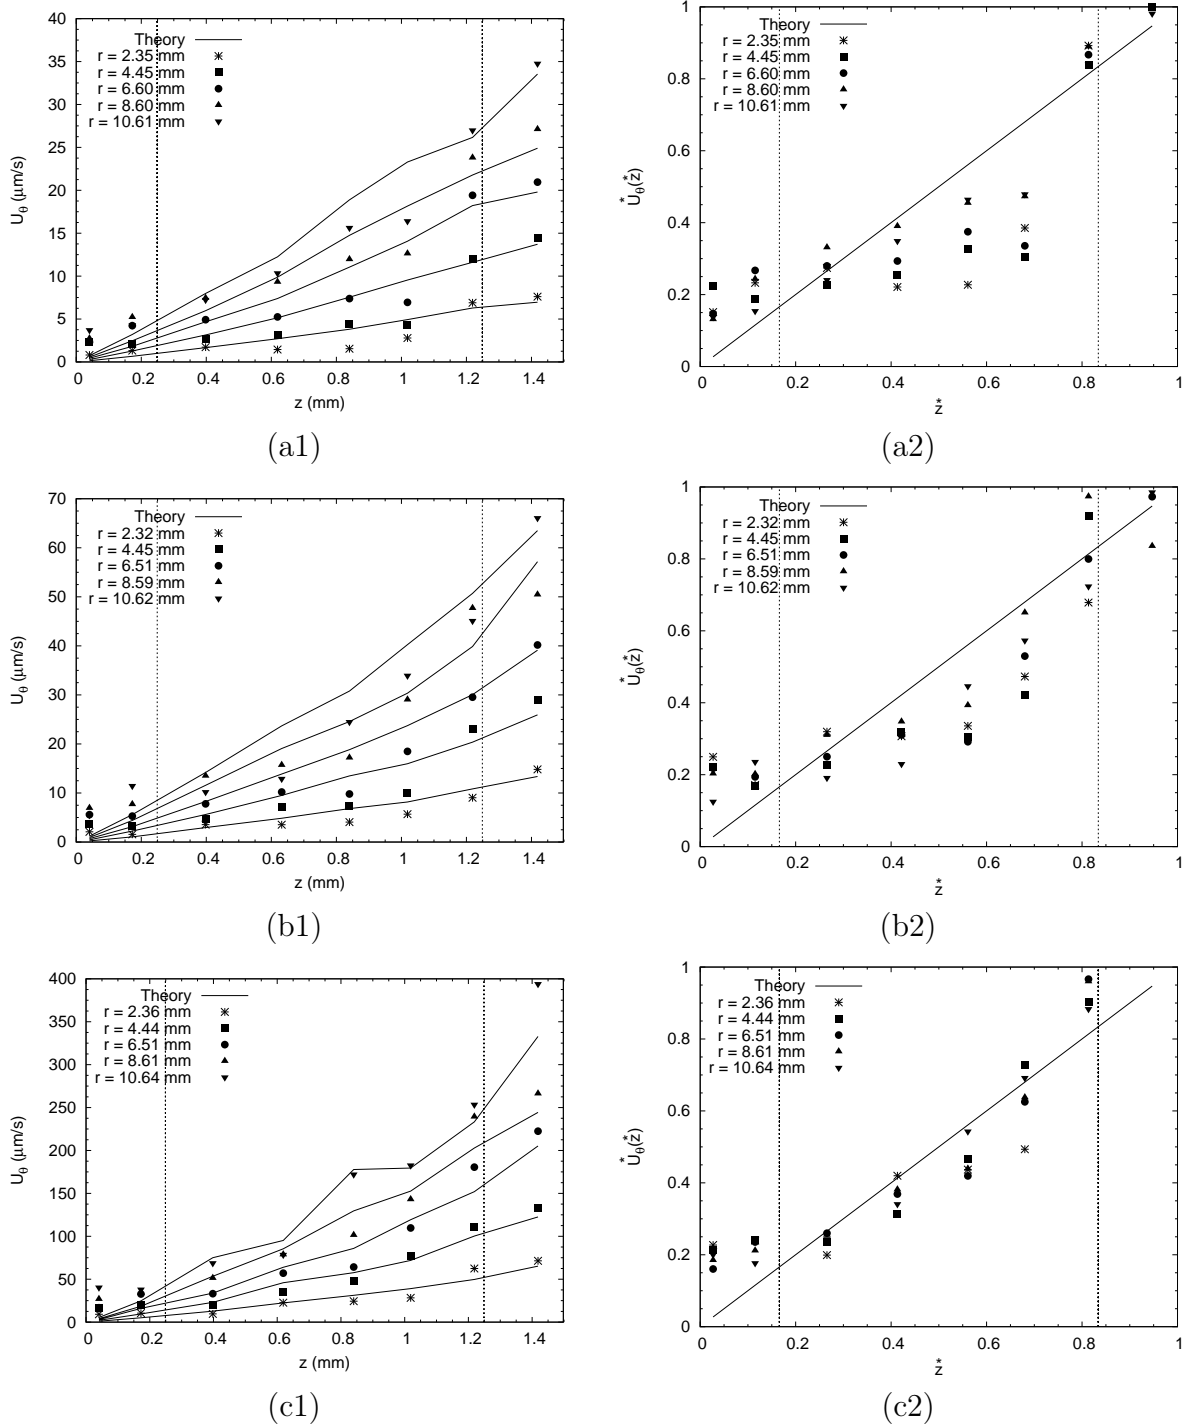 40
35
30
25
20
15
10
5
0
U_θ (μm/s)
Theory
r = 2.35 mm
r = 4.45 mm
r = 6.60 mm
r = 8.60 mm
r = 10.61 mm
0 0.2 0.4 0.6 0.8 1 1.2 1.4
z (mm)
(a1)
1
0.8
0.6
0.4
0.2
0
U*_θ(z*)
Theory
r = 2.35 mm
r = 4.45 mm
r = 6.60 mm
r = 8.60 mm
r = 10.61 mm
0 0.2 0.4 0.6 0.8 1
z*
(a2)
70
60
50
40
30
20
10
0
U_θ (μm/s)
Theory
r = 2.32 mm
r = 4.45 mm
r = 6.51 mm
r = 8.59 mm
r = 10.62 mm
0 0.2 0.4 0.6 0.8 1 1.2 1.4
z (mm)
(b1)
1
0.8
0.6
0.4
0.2
0
U*_θ(z*)
Theory
r = 2.32 mm
r = 4.45 mm
r = 6.51 mm
r = 8.59 mm
r = 10.62 mm
0 0.2 0.4 0.6 0.8 1
z*
(b2)
400
350
300
250
200
150
100
50
0
U_θ (μm/s)
Theory
r = 2.36 mm
r = 4.44 mm
r = 6.51 mm
r = 8.61 mm
r = 10.64 mm
0 0.2 0.4 0.6 0.8 1 1.2 1.4
z (mm)
(c1)
1
0.8
0.6
0.4
0.2
0
U*_θ(z*)
Theory
r = 2.36 mm
r = 4.44 mm
r = 6.51 mm
r = 8.61 mm
r = 10.64 mm
0 0.2 0.4 0.6 0.8 1
z*
(c2)